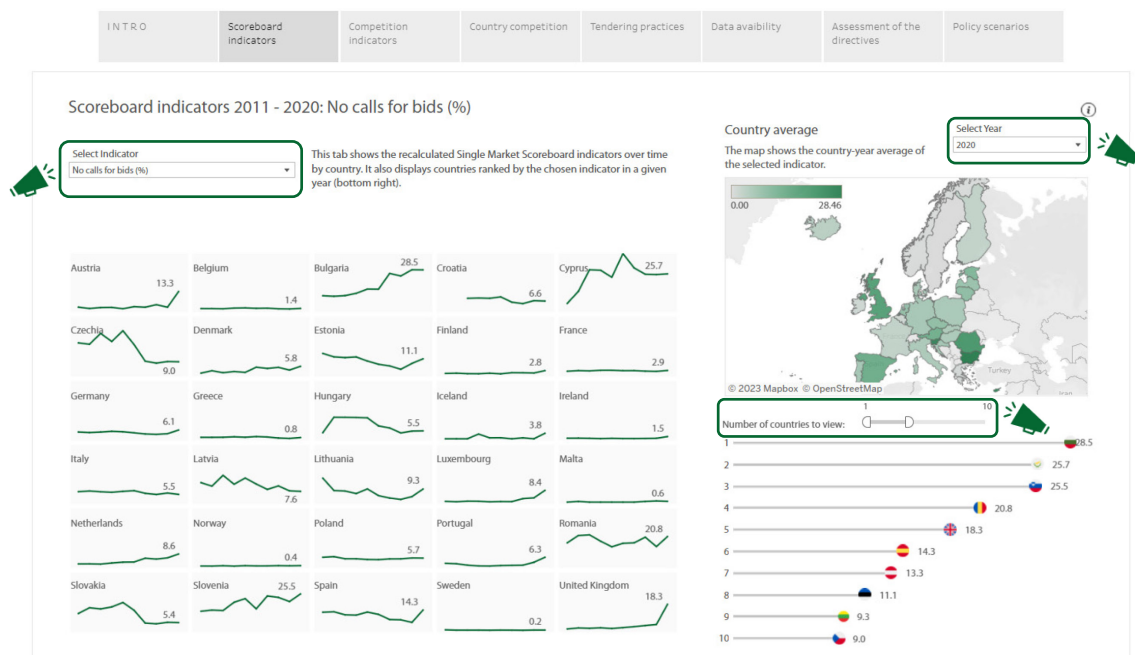 INTRO
Scoreboard
indicators
Competition
indicators
Country competition
Tendering practices
Data avaibility
Assessment of the
directives
Policy scenarios
Scoreboard indicators 2011 - 2020: No calls for bids (%)
Select Indicator
No calls for bids (%)
This tab shows the recalculated Single Market Scoreboard indicators over time
by country. It also displays countries ranked by the chosen indicator in a given
year (bottom right).
Country average
The map shows the country-year average of
the selected indicator.
i
Select Year
2020
0.00 28.46
Turkey
Iran
© 2023 Mapbox © OpenStreetMap
Austria
13.3
Belgium
1.4
Bulgaria
28.5
Croatia
6.6
Cyprus
25.7
Czechia
9.0
Denmark
5.8
Estonia
11.1
Finland
2.8
France
2.9
Germany
6.1
Greece
0.8
Hungary
5.5
Iceland
3.8
Ireland
1.5
Italy
5.5
Latvia
7.6
Lithuania
9.3
Luxembourg
8.4
Malta
0.6
Netherlands
8.6
Norway
0.4
Poland
5.7
Portugal
6.3
Romania
20.8
Slovakia
5.4
Slovenia
25.5
Spain
14.3
Sweden
0.2
United Kingdom
18.3
Number of countries to view:
1 10
1 28.5
2 25.7
3 25.5
4 20.8
5 18.3
6 14.3
7 13.3
8 11.1
9 9.3
10 9.0